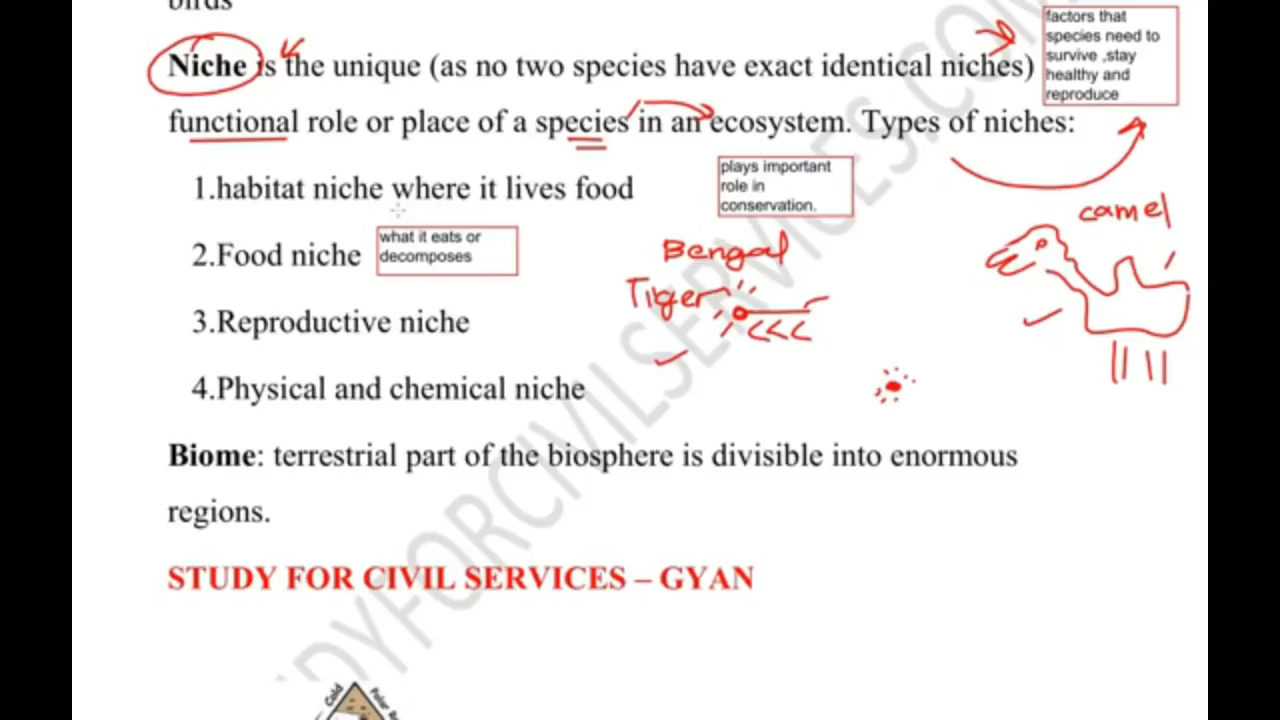 birds
factors that
species need to
survive ,stay
healthy and
reproduce
Niche is the unique (as no two species have exact identical niches)
functional role or place of a species in an ecosystem. Types of niches:
plays important
role in
conservation.
1.habitat niche where it lives food
camel
what it eats or
decomposes
2.Food niche
Bengal
Tiger
3.Reproductive niche
4.Physical and chemical niche
Biome: terrestrial part of the biosphere is divisible into enormous
regions.
STUDY FOR CIVIL SERVICES – GYAN
Cold